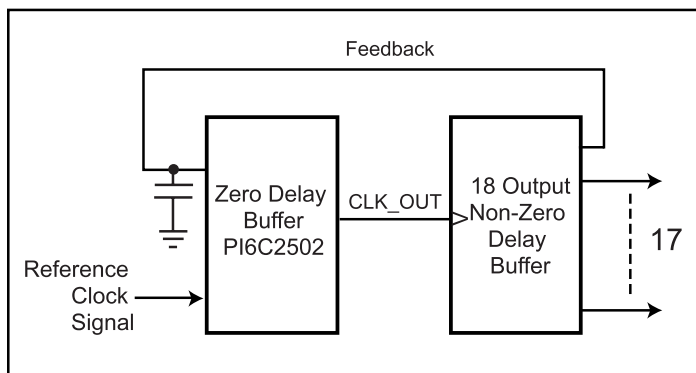 Feedback
Zero Delay
Buffer
PI6C2502
CLK_OUT
18 Output
Non-Zero
Delay
Buffer
17
Reference
Clock
Signal